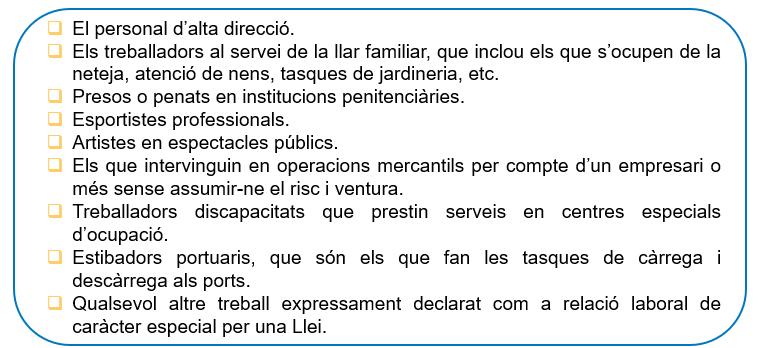 El personal d’alta direcció.
Els treballadors al servei de la llar familiar, que inclou els que s’ocupen de la
neteja, atenció de nens, tasques de jardineria, etc.
Presos o penats en institucions penitenciàries.
Esportistes professionals.
Artistes en espectacles públics.
Els que intervinguin en operacions mercantils per compte d’un empresari o
més sense assumir-ne el risc i ventura.
Treballadors discapacitats que prestin serveis en centres especials
d’ocupació.
Estibadors portuaris, que són els que fan les tasques de càrrega i
descàrrega als ports.
Qualsevol altre treball expressament declarat com a relació laboral de
caràcter especial per una Llei.